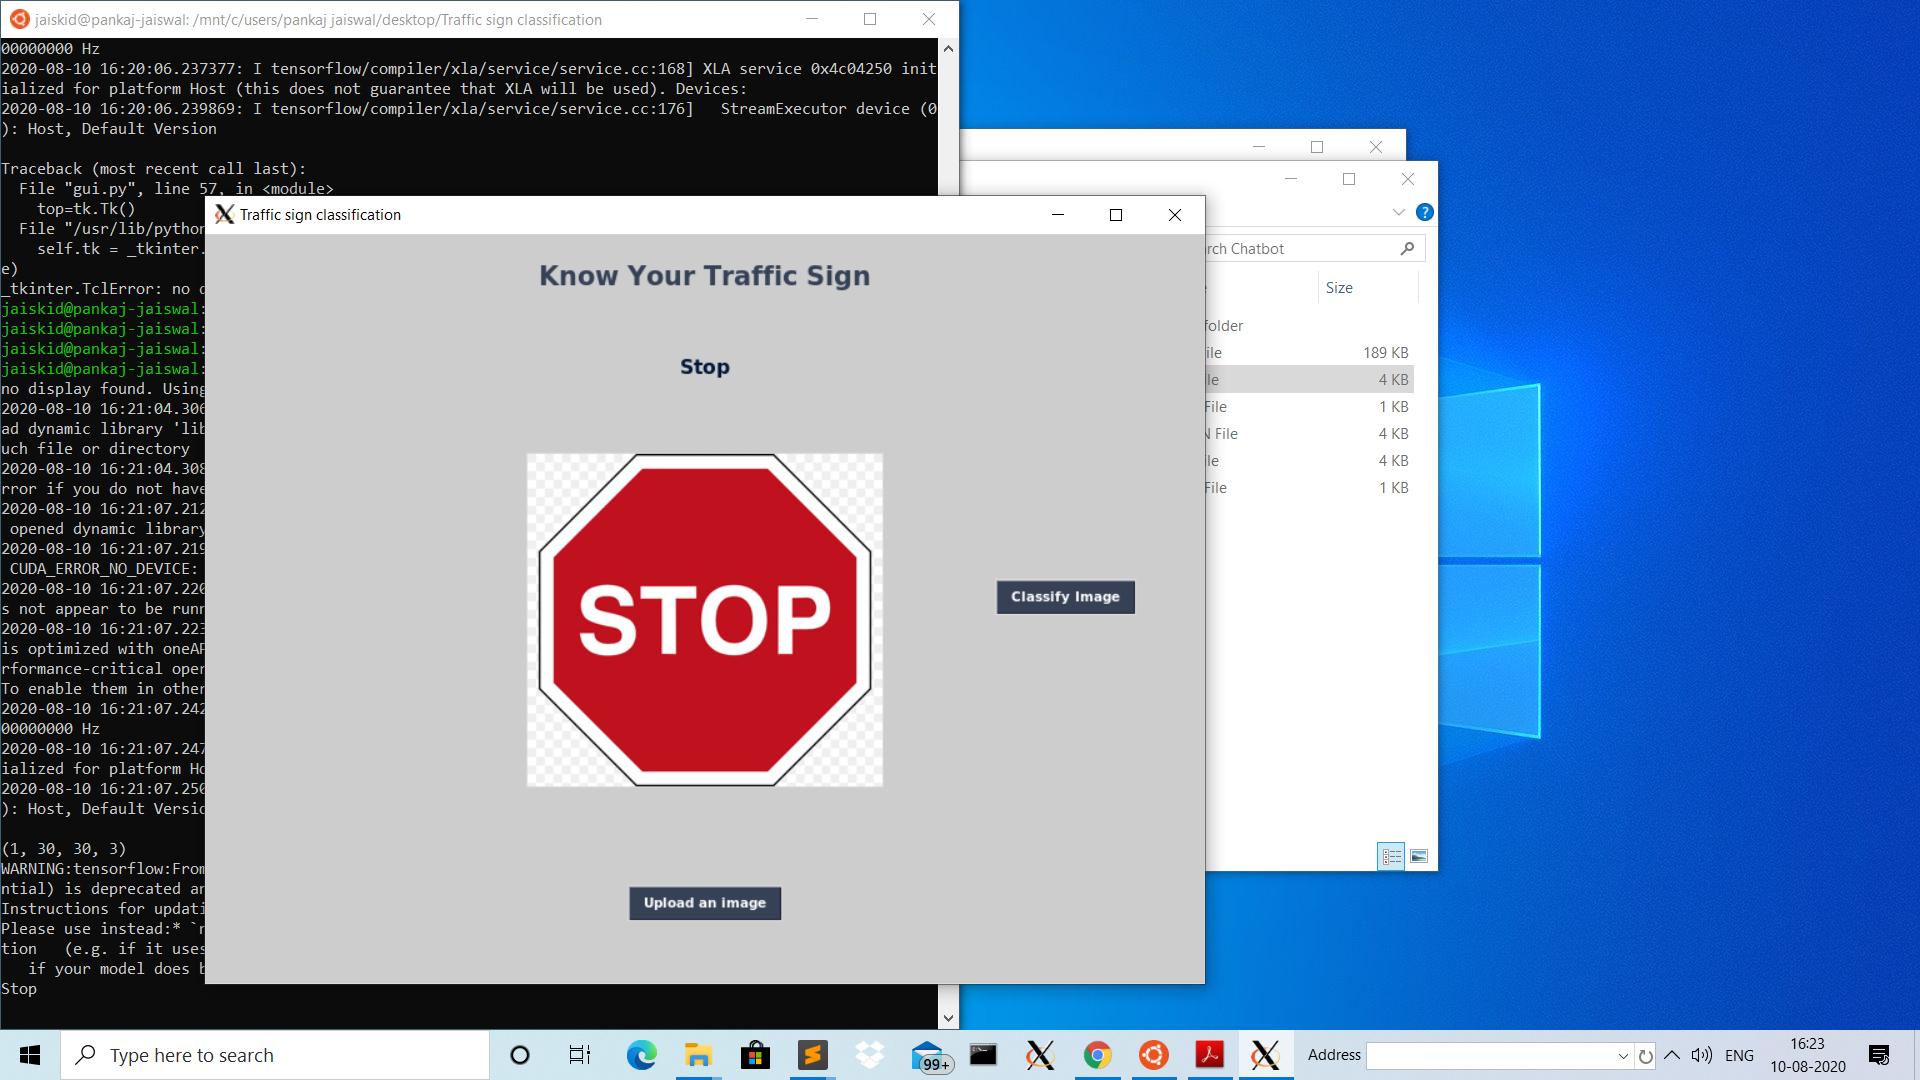 jaiskid@pankaj-jaiswal: /mnt/c/users/pankaj jaiswal/desktop/Traffic sign classification
00000000 Hz
2020-08-10 16:20:06.237377: I tensorflow/compiler/xla/service/service.cc:168] XLA service 0x4c04250 init
ialized for platform Host (this does not guarantee that XLA will be used). Devices:
2020-08-10 16:20:06.239869: I tensorflow/compiler/xla/service/service.cc:176]   StreamExecutor device (0
): Host, Default Version
Traceback (most recent call last):
File "gui.py", line 57, in <module>
top=tk.Tk()
File "/usr/lib/python
self.tk = _tkinter.
e)
_tkinter.TclError: no
jaiskid@pankaj-jaiswal:
jaiskid@pankaj-jaiswal:
jaiskid@pankaj-jaiswal:
jaiskid@pankaj-jaiswal:
no display found. Using
2020-08-10 16:21:04.306
ad dynamic library 'lib
uch file or directory
2020-08-10 16:21:04.308
rror if you do not have
2020-08-10 16:21:07.212
opened dynamic library
2020-08-10 16:21:07.219
CUDA_ERROR_NO_DEVICE:
2020-08-10 16:21:07.220
s not appear to be runn
2020-08-10 16:21:07.223
is optimized with oneAP
rformance-critical oper
To enable them in other
2020-08-10 16:21:07.242
00000000 Hz
2020-08-10 16:21:07.247
ialized for platform Ho
2020-08-10 16:21:07.250
): Host, Default Versio
(1, 30, 30, 3)
WARNING:tensorflow:From
ntial) is deprecated an
Instructions for updati
Please use instead:*
tion   (e.g. if it uses
if your model does b
Stop
Traffic sign classification
Know Your Traffic Sign
Stop
STOP
Classify Image
Upload an image
rch Chatbot
Size
folder
ile 189 KB
le 4 KB
File 1 KB
N File 4 KB
le 4 KB
File 1 KB
Type here to search
99+
Address
ENG
16:23
10-08-2020